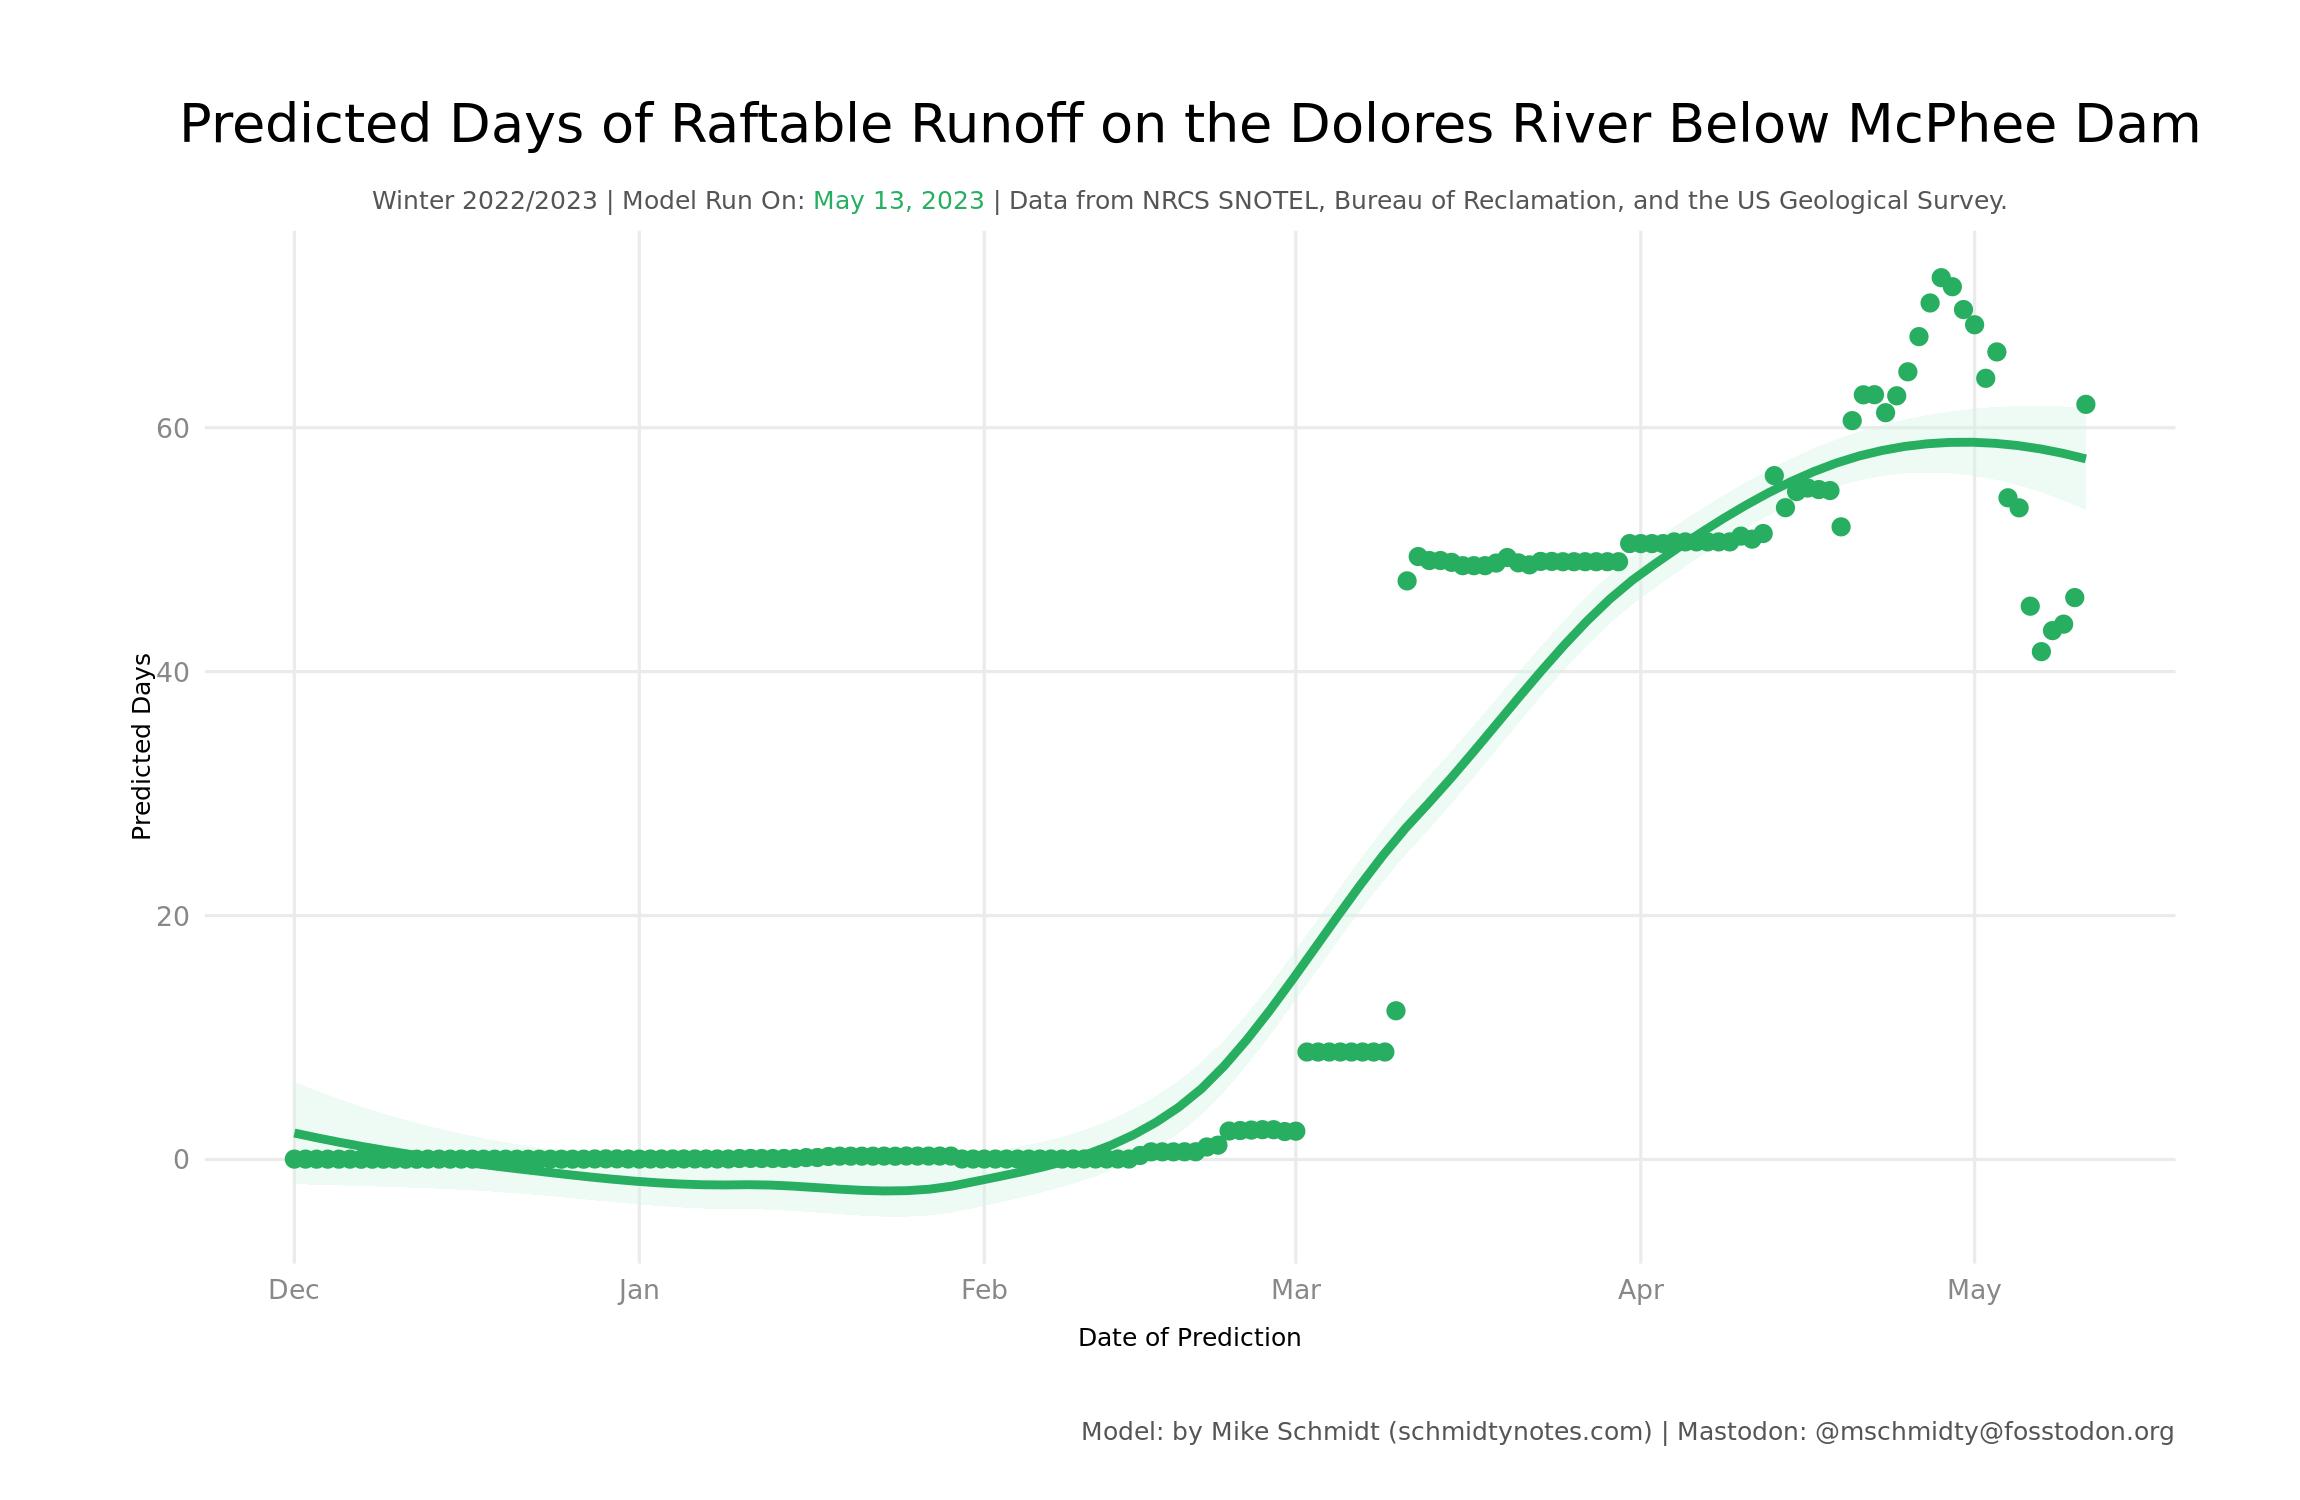 Predicted Days of Raftable Runoff on the Dolores River Below McPhee Dam
Winter 2022/2023 | Model Run On: May 13, 2023 | Data from NRCS SNOTEL, Bureau of Reclamation, and the US Geological Survey.
Predicted Days
60
40
20
0
Dec Jan Feb Mar Apr May
Date of Prediction
Model: by Mike Schmidt (schmidtynotes.com) | Mastodon: @mschmidty@fosstodon.org